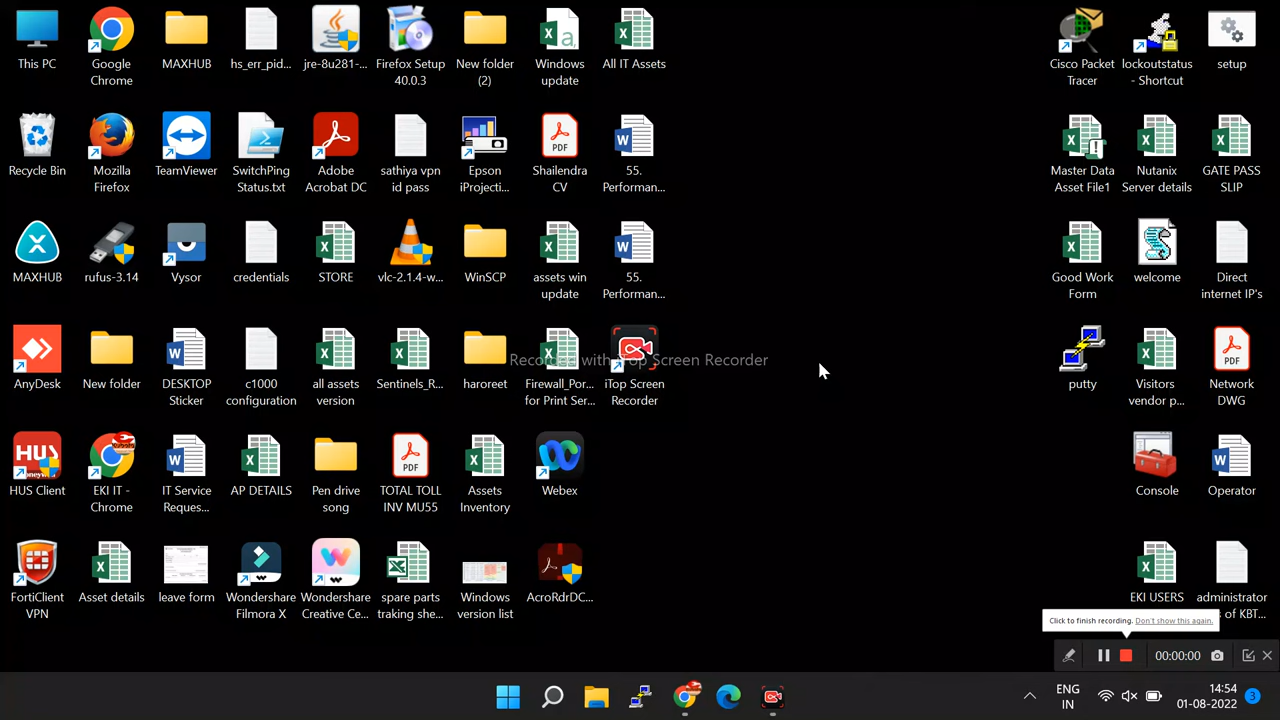 This PC
Google
Chrome
MAXHUB
hs_err_pid...
jre-8u281-...
Firefox Setup
40.0.3
New folder
(2)
Windows
update
All IT Assets
Cisco Packet
Tracer
lockoutstatus
- Shortcut
setup
Recycle Bin
Mozilla
Firefox
TeamViewer
SwitchPing
Status.txt
Adobe
Acrobat DC
sathiya vpn
id pass
Epson
iProjecti...
PDF
Shailendra
CV
55.
Performan...
Master Data
Asset File1
Nutanix
Server details
GATE PASS
SLIP
MAXHUB
rufus-3.14
Vysor
credentials
STORE
vlc-2.1.4-w...
WinSCP
assets win
update
55.
Performan...
Good Work
Form
welcome
Direct
internet IP's
AnyDesk
New folder
DESKTOP
Sticker
c1000
configuration
all assets
version
Sentinels_R...
haroreet
Firewall_Por...
for Print Ser...
iTop Screen
Recorder
Recorded with iTop Screen Recorder
putty
Visitors
vendor p...
PDF
Network
DWG
HUS
Honeywell
HUS Client
EKI IT -
Chrome
IT Service
Reques...
AP DETAILS
Pen drive
song
PDF
TOTAL TOLL
INV MU55
Assets
Inventory
Webex
Console
Operator
FortiClient
VPN
Asset details
leave form
Wondershare
Filmora X
Wondershare
Creative Ce...
spare parts
traking she...
Windows
version list
AcroRdrDC...
EKI USERS
administrator
s of KBT...
Click to finish recording. Don't show this again.
00:00:00
ENG
IN
14:54
01-08-2022
3